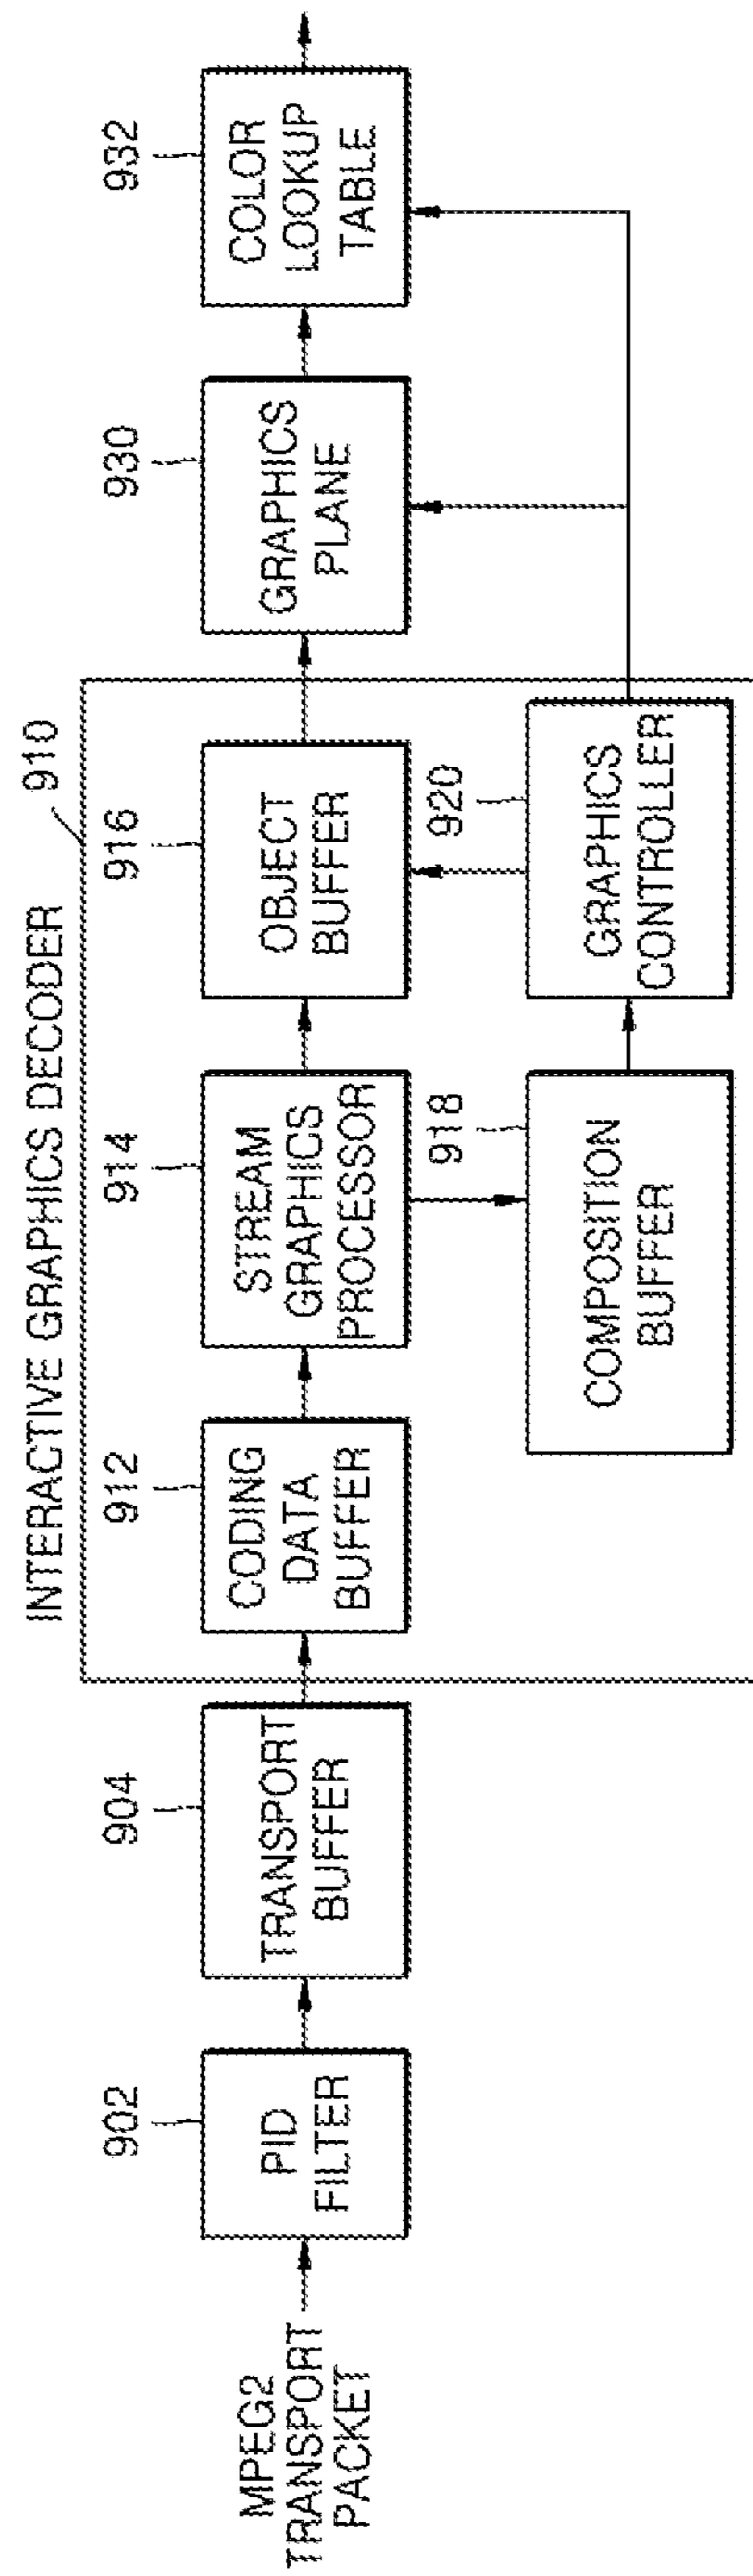 INTERACTIVE GRAPHICS DECODER
910
902
904
912
914
916
930
932
MPEG2
TRANSPORT
PACKET
PID
FILTER
TRANSPORT
BUFFER
CODING
DATA
BUFFER
STREAM
GRAPHICS
PROCESSOR
OBJECT
BUFFER
GRAPHICS
PLANE
COLOR
LOOKUP
TABLE
918
920
COMPOSITION
BUFFER
GRAPHICS
CONTROLLER